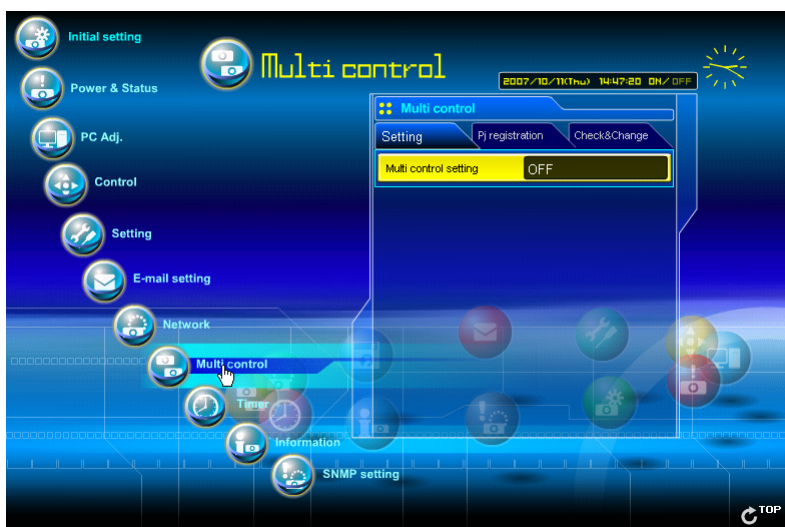 Initial setting
Power & Status
PC Adj.
Control
Setting
E-mail setting
Network
Multi control
Timer
Information
SNMP setting
Multi control
2007/10/11(Thu) 14:47:20 ON/OFF
Multi control
Setting Pj registration Check&Change
Multi control setting OFF
TOP